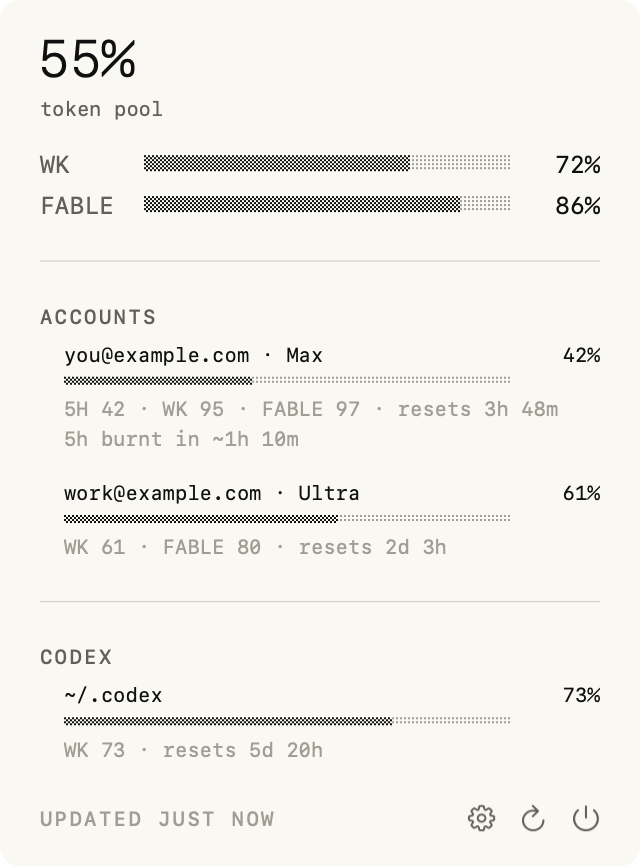 55%
token pool
WK 72%
FABLE 86%
ACCOUNTS
you@example.com · Max 42%
5H 42 · WK 95 · FABLE 97 · resets 3h 48m
5h burnt in ~1h 10m
work@example.com · Ultra 61%
WK 61 · FABLE 80 · resets 2d 3h
CODEX
~/.codex 73%
WK 73 · resets 5d 20h
UPDATED JUST NOW